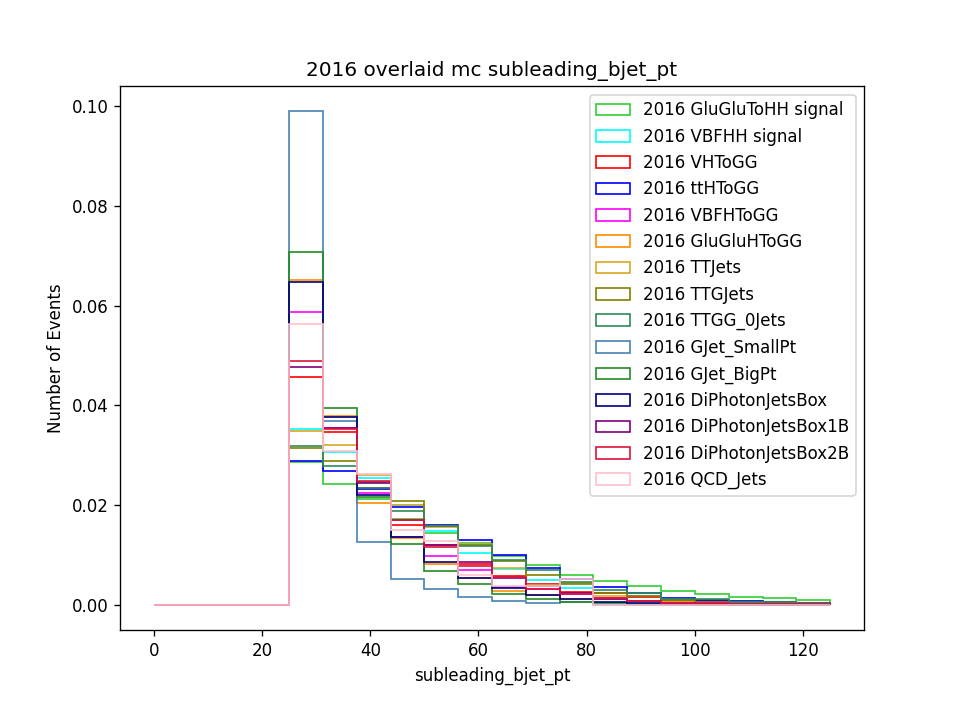 2016 overlaid mc subleading_bjet_pt
Number of Events
0.10
0.08
0.06
0.04
0.02
0.00
2016 GluGluToHH signal
2016 VBFHH signal
2016 VHToGG
2016 ttHToGG
2016 VBFHToGG
2016 GluGluHToGG
2016 TTJets
2016 TTGJets
2016 TTGG_0Jets
2016 GJet_SmallPt
2016 GJet_BigPt
2016 DiPhotonJetsBox
2016 DiPhotonJetsBox1B
2016 DiPhotonJetsBox2B
2016 QCD_Jets
0 20 40 60 80 100 120
subleading_bjet_pt